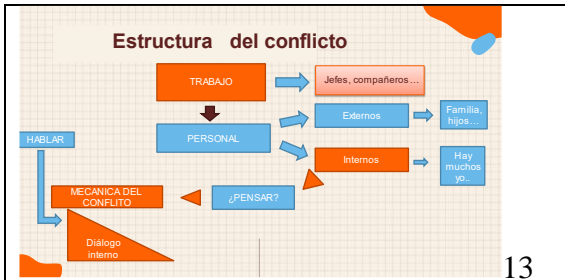 Estructura del conflicto
TRABAJO
Jefes, compañeros...
PERSONAL
Externos
Familia,
hijos...
HABLAR
Internos
Hay
muchos
yo..
MECANICA DEL
CONFLITO
¿PENSAR?
Diálogo
interno
13